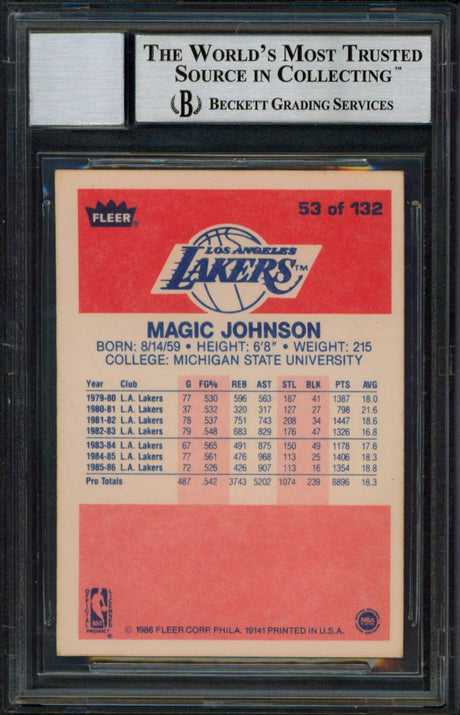 THE WORLD'S MOST TRUSTED
SOURCE IN COLLECTING™
B BECKETT GRADING SERVICES
FLEER®
53 of 132
LOS ANGELES
LAKERS™
MAGIC JOHNSON
BORN: 8/14/59 • HEIGHT: 6'8" • WEIGHT: 215
COLLEGE: MICHIGAN STATE UNIVERSITY
Year Club G FG% REB AST STL BLK PTS AVG
1979-80 L.A. Lakers 77 .530 596 563 187 41 1387 18.0
1980-81 L.A. Lakers 37 .532 320 317 127 27 798 21.6
1981-82 L.A. Lakers 78 .537 751 743 208 34 1447 18.6
1982-83 L.A. Lakers 79 .548 683 829 176 47 1326 16.8
1983-84 L.A. Lakers 67 .565 491 875 150 49 1178 17.6
1984-85 L.A. Lakers 77 .561 476 968 113 25 1406 18.3
1985-86 L.A. Lakers 72 .526 426 907 113 16 1354 18.8
Pro Totals 487 .542 3743 5202 1074 239 8896 18.3
OFFICIAL LICENSED
NBA
PRODUCT
© 1986 FLEER CORP. PHILA. 19141 PRINTED IN U.S.A.
NBA